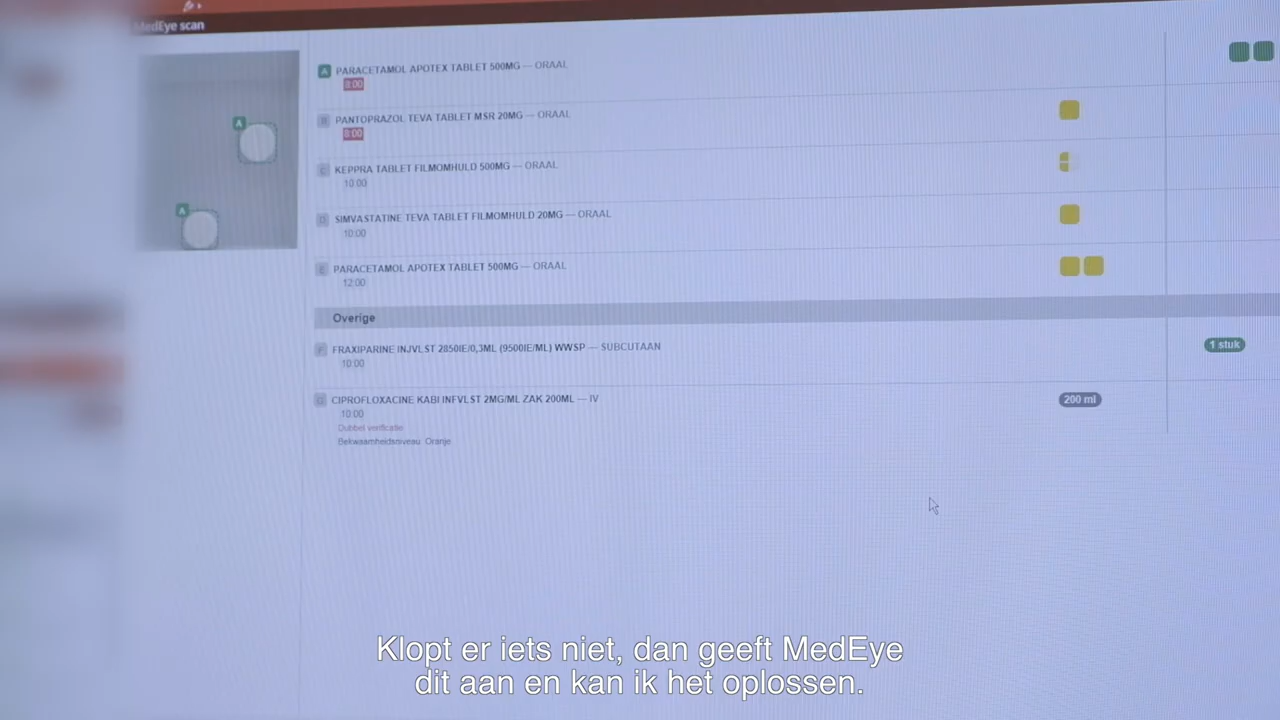 MedEye scan
A PARACETAMOL APOTEX TABLET 500MG — ORAAL
8:00
B PANTOPRAZOL TEVA TABLET MSR 20MG — ORAAL
8:00
C KEPPRA TABLET FILMOMHULD 500MG — ORAAL
10:00
D SIMVASTATINE TEVA TABLET FILMOMHULD 20MG — ORAAL
10:00
E PARACETAMOL APOTEX TABLET 500MG — ORAAL
12:00
A
A
Overige
F FRAXIPARINE INJVLST 2850IE/0,3ML (9500IE/ML) WWSP — SUBCUTAAN
1 stuk
10:00
G CIPROFLOXACINE KABI INFVLST 2MG/ML ZAK 200ML — IV
200 ml
10:00
Dubbel verificatie
Bekwaamheidsniveau: Oranje
Klopt er iets niet, dan geeft MedEye
dit aan en kan ik het oplossen.